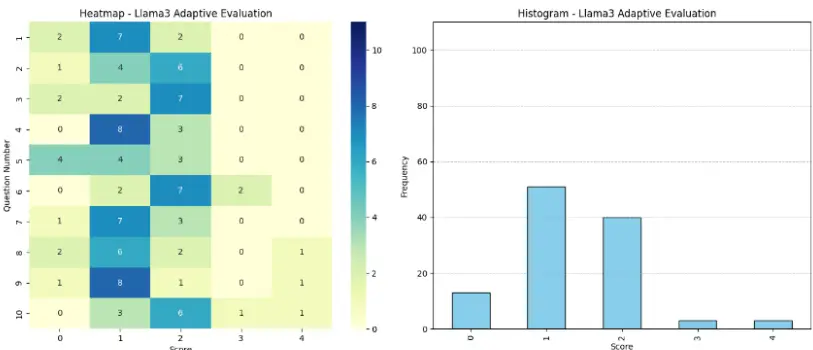 Heatmap - Llama3 Adaptive Evaluation
1 2 7 2 0 0
2 1 4 6 0 0
3 2 2 7 0 0
4 0 8 3 0 0
5 4 4 3 0 0
6 0 2 7 2 0
7 1 7 3 0 0
8 2 6 2 0 1
9 1 8 1 0 1
10 0 3 6 1 1
0 1 2 3 4
Score
Question Number
10
8
6
4
2
0
Histogram - Llama3 Adaptive Evaluation
100
80
60
40
20
0
Frequency
0 1 2 3 4
Score